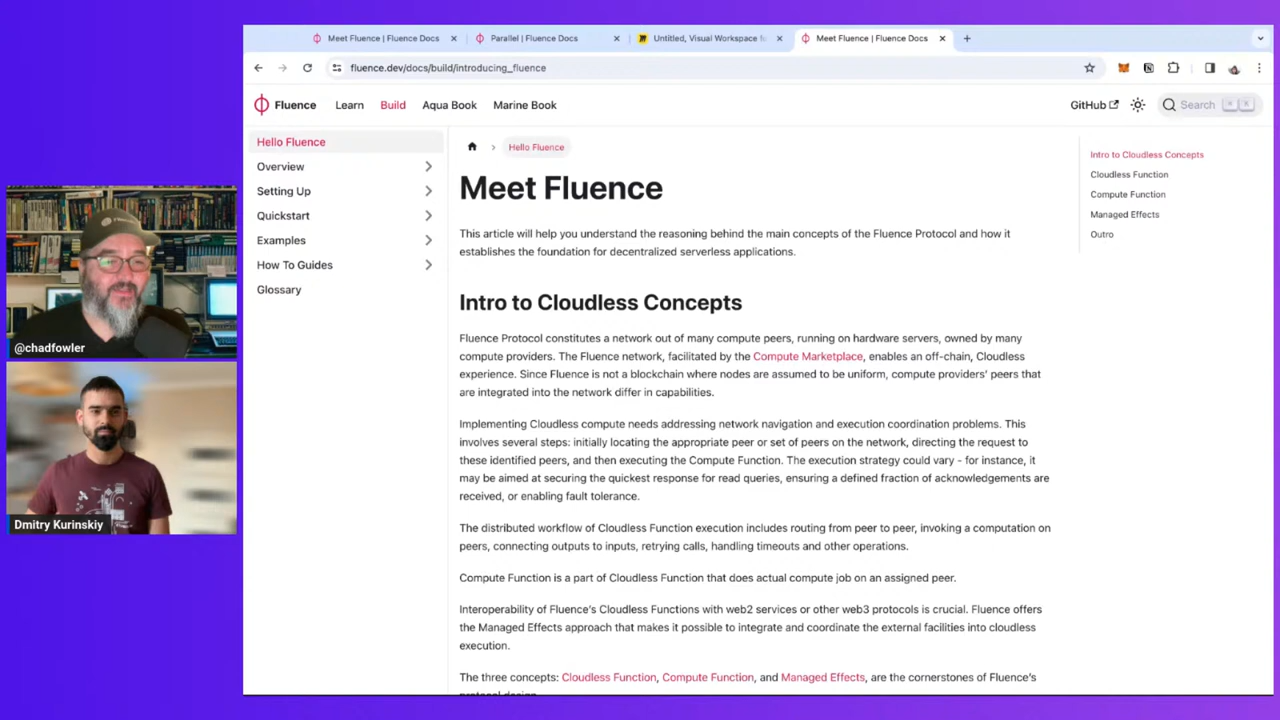 Meet Fluence | Fluence Docs
Parallel | Fluence Docs
Untitled, Visual Workspace
Meet Fluence | Fluence Docs
fluence.dev/docs/build/introducing_fluence
Fluence Learn Build Aqua Book Marine Book GitHub Search
Hello Fluence
Overview
Setting Up
Quickstart
Examples
How To Guides
Glossary
@chadfowler
Dmitry Kurinskiy
Hello Fluence
Meet Fluence
This article will help you understand the reasoning behind the main concepts of the Fluence Protocol and how it
establishes the foundation for decentralized serverless applications.
Intro to Cloudless Concepts
Fluence Protocol constitutes a network out of many compute peers, running on hardware servers, owned by many
compute providers. The Fluence network, facilitated by the Compute Marketplace, enables an off-chain, Cloudless
experience. Since Fluence is not a blockchain where nodes are assumed to be uniform, compute providers' peers that
are integrated into the network differ in capabilities.
Implementing Cloudless compute needs addressing network navigation and execution coordination problems. This
involves several steps: initially locating the appropriate peer or set of peers on the network, directing the request to
these identified peers, and then executing the Compute Function. The execution strategy could vary - for instance, it
may be aimed at securing the quickest response for read queries, ensuring a defined fraction of acknowledgements are
received, or enabling fault tolerance.
The distributed workflow of Cloudless Function execution includes routing from peer to peer, invoking a computation on
peers, connecting outputs to inputs, retrying calls, handling timeouts and other operations.
Compute Function is a part of Cloudless Function that does actual compute job on an assigned peer.
Interoperability of Fluence's Cloudless Functions with web2 services or other web3 protocols is crucial. Fluence offers
the Managed Effects approach that makes it possible to integrate and coordinate the external facilities into cloudless
execution.
The three concepts: Cloudless Function, Compute Function, and Managed Effects, are the cornerstones of Fluence's
protocol design.
Intro to Cloudless Concepts
Cloudless Function
Compute Function
Managed Effects
Outro